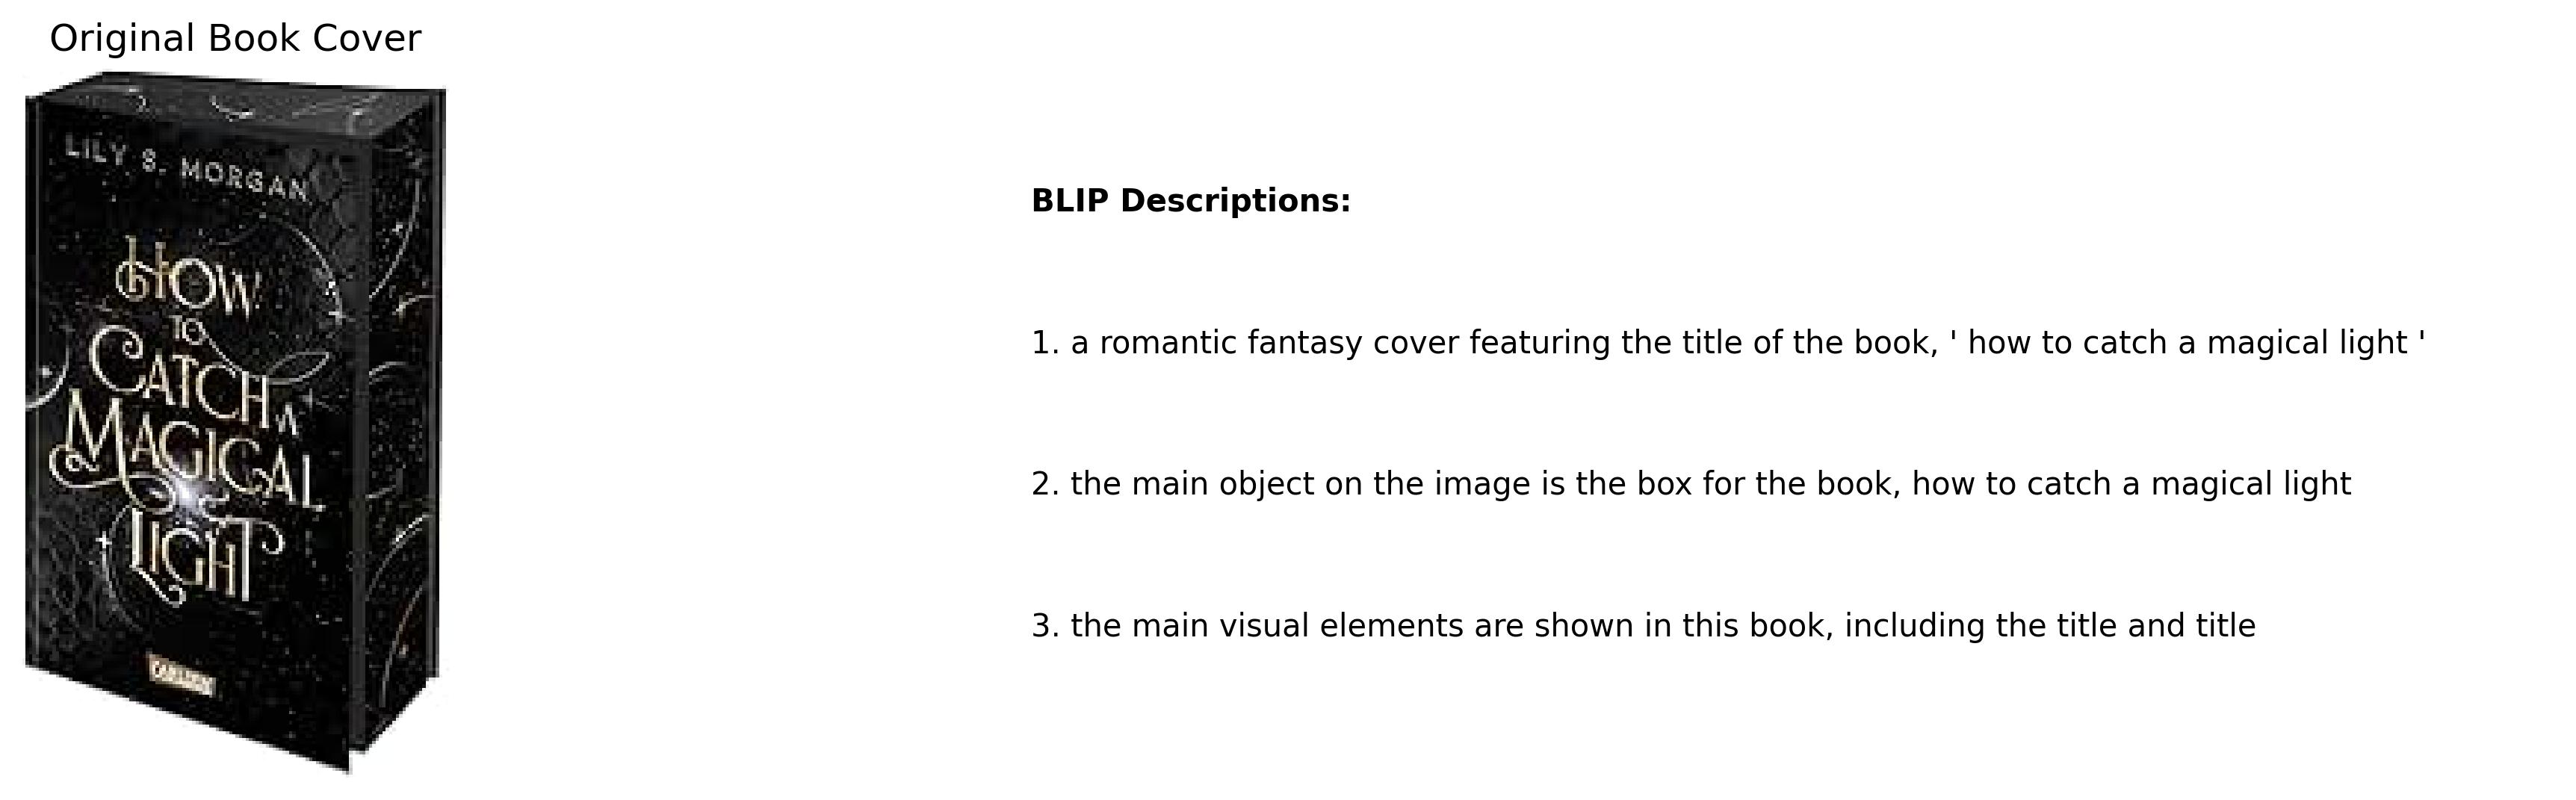 Original Book Cover
LILY S. MORGAN
HOW
TO
CATCH A
MAGICAL
LIGHT
CARLSEN
BLIP Descriptions:
1. a romantic fantasy cover featuring the title of the book, ' how to catch a magical light '
2. the main object on the image is the box for the book, how to catch a magical light
3. the main visual elements are shown in this book, including the title and title